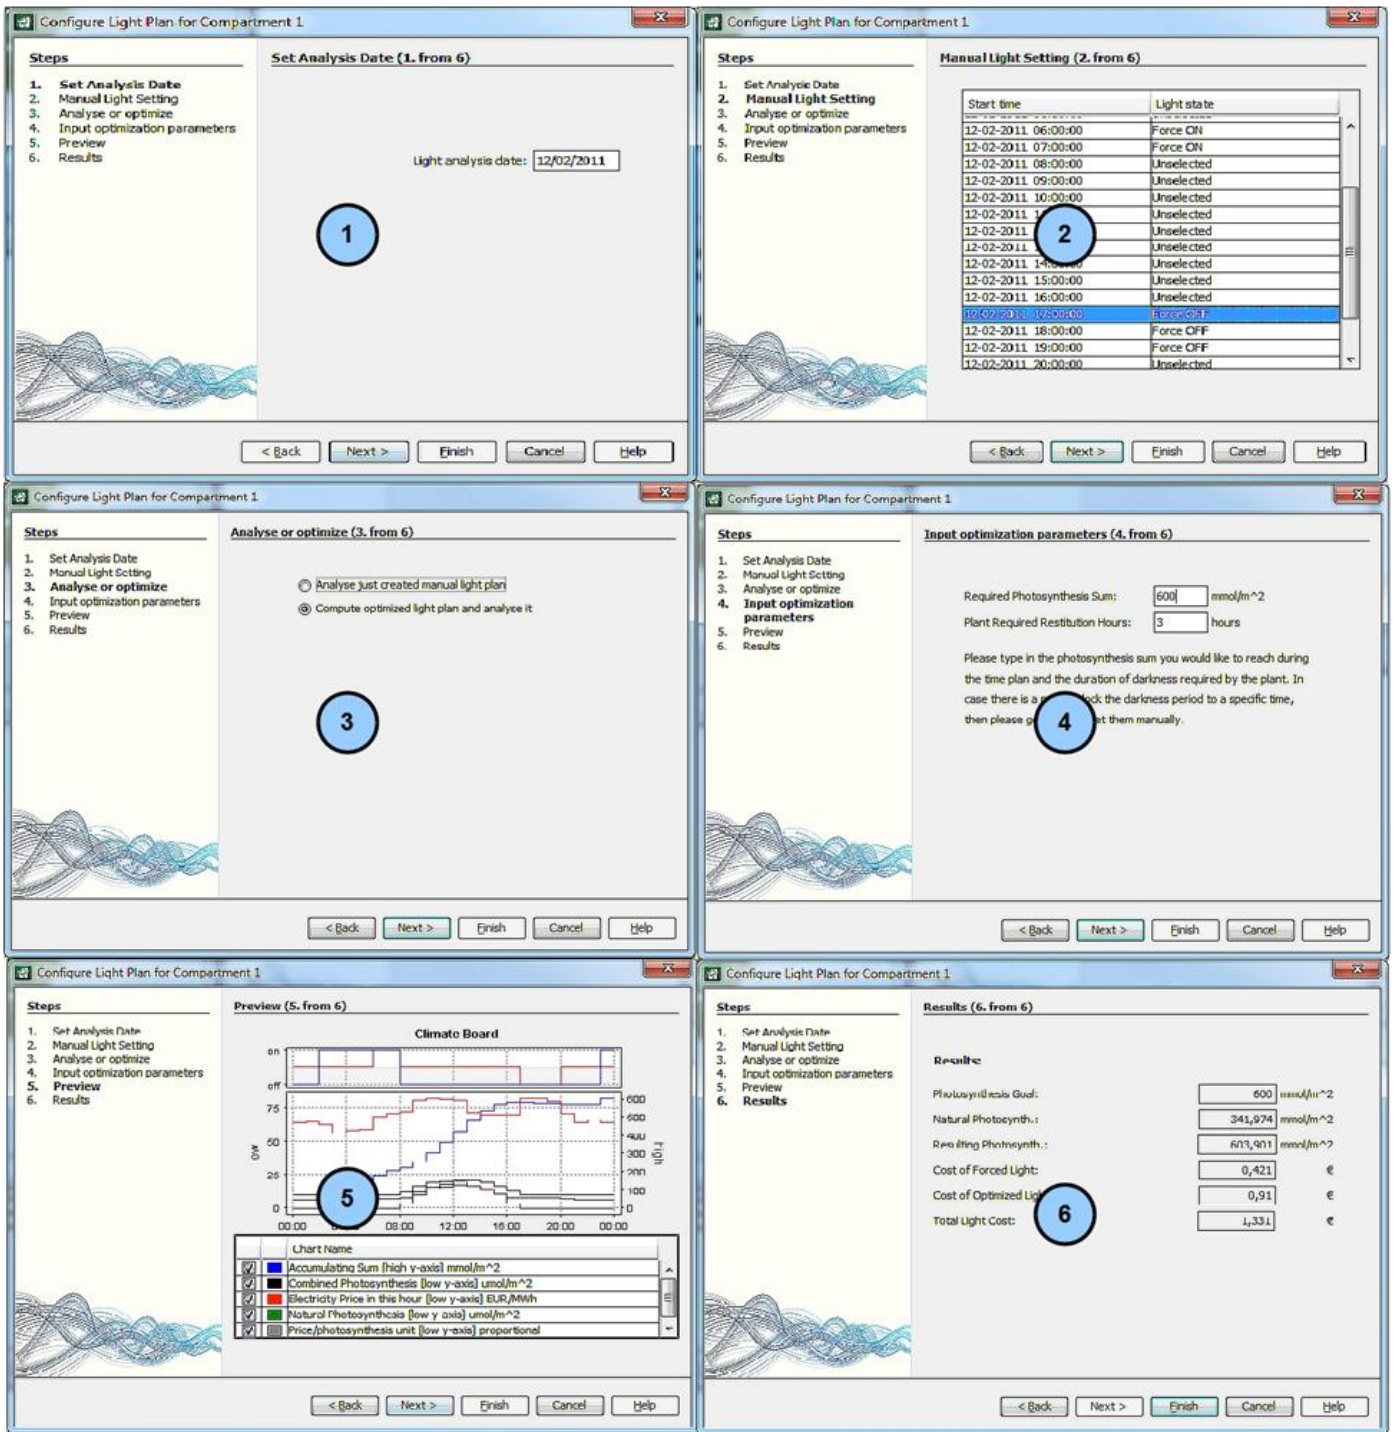 Configure Light Plan for Compartment 1
Steps
1. Set Analysis Date
2. Manual Light Setting
3. Analyse or optimize
4. Input optimization parameters
5. Preview
6. Results
Set Analysis Date (1. from 6)
Light analysis date: 12/02/2011
1
< Back Next > Finish Cancel Help
Configure Light Plan for Compartment 1
Steps
1. Set Analysis Date
2. Manual Light Setting
3. Analyse or optimize
4. Input optimization parameters
5. Preview
6. Results
Manual Light Setting (2. from 6)
Start time Light state
12-02-2011 06:00:00 Force ON
12-02-2011 07:00:00 Force ON
12-02-2011 08:00:00 Unselected
12-02-2011 09:00:00 Unselected
12-02-2011 10:00:00 Unselected
12-02-2011 Unselected
12-02-2011 Unselected
12-02-2011 Unselected
12-02-2011 14:00:00 Unselected
12-02-2011 15:00:00 Unselected
12-02-2011 16:00:00 Unselected
12-02-2011 17:00:00 Force OFF
12-02-2011 18:00:00 Force OFF
12-02-2011 19:00:00 Force OFF
12-02-2011 20:00:00 Unselected
2
< Back Next > Finish Cancel Help
Configure Light Plan for Compartment 1
Steps
1. Set Analysis Date
2. Manual Light Setting
3. Analyse or optimize
4. Input optimization parameters
5. Preview
6. Results
Analyse or optimize (3. from 6)
Analyse just created manual light plan
Compute optimized light plan and analyze it
3
< Back Next > Finish Cancel Help
Configure Light Plan for Compartment 1
Steps
1. Set Analysis Date
2. Manual Light Setting
3. Analyse or optimize
4. Input optimization
parameters
5. Preview
6. Results
Input optimization parameters (4. from 6)
Required Photosynthesis Sum: 600 mmol/m^2
Plant Required Restitution Hours: 3 hours
Please type in the photosynthesis sum you would like to reach during
the time plan and the duration of darkness required by the plant. In
case there is a lock the darkness period to a specific time,
then please set them manually.
4
< Back Next > Finish Cancel Help
Configure Light Plan for Compartment 1
Steps
1. Set Analysis Date
2. Manual Light Setting
3. Analyse or optimize
4. Input optimization parameters
5. Preview
6. Results
Preview (5. from 6)
Climate Board
on
off
75
50
25
0
ow
600
600
400
300
200
100
0
high
00:00 08:00 12:00 16:00 20:00 00:00
5
Chart Name
Accumulating Sum [high y-axis] mmol/m^2
Combined Photosynthesis [low y-axis] umol/m^2
Electricity Price in this hour [low y-axis] EUR/MWh
Natural Photosynthesis [low y axis] umol/m^2
Price/photosynthesis unit [low y-axis] proportional
< Back Next > Finish Cancel Help
Configure Light Plan for Compartment 1
Steps
1. Set Analysis Date
2. Manual Light Setting
3. Analyse or optimize
4. Input optimization parameters
5. Preview
6. Results
Results (6. from 6)
Results:
Photosynthesis Goal: 600 mmol/m^2
Natural Photosynth.: 341,974 mmol/m^2
Resulting Photosynth.: 603,901 mmol/m^2
Cost of Forced Light: 0,421 €
Cost of Optimized 0,91 €
Total Light Cost: 1,331 €
6
< Back Next > Finish Cancel Help